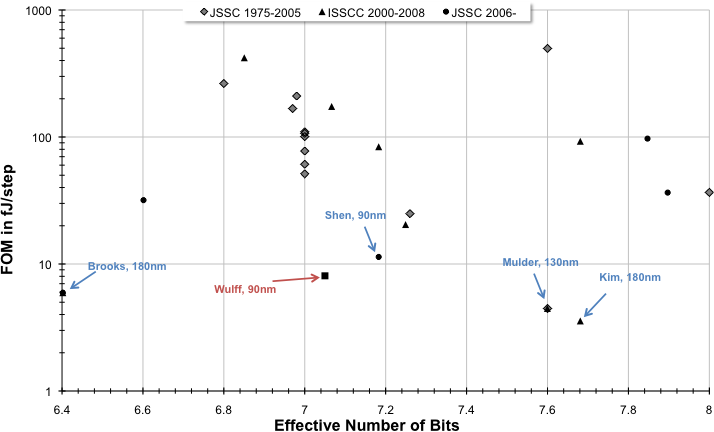 JSSC 1975-2005 ISSCC 2000-2008 JSSC 2006-
1000
100
10
1
FOM in fJ/step
Shen, 90nm
Brooks, 180nm
Mulder, 130nm
Kim, 180nm
Wulff, 90nm
6.4 6.6 6.8 7 7.2 7.4 7.6 7.8 8
Effective Number of Bits